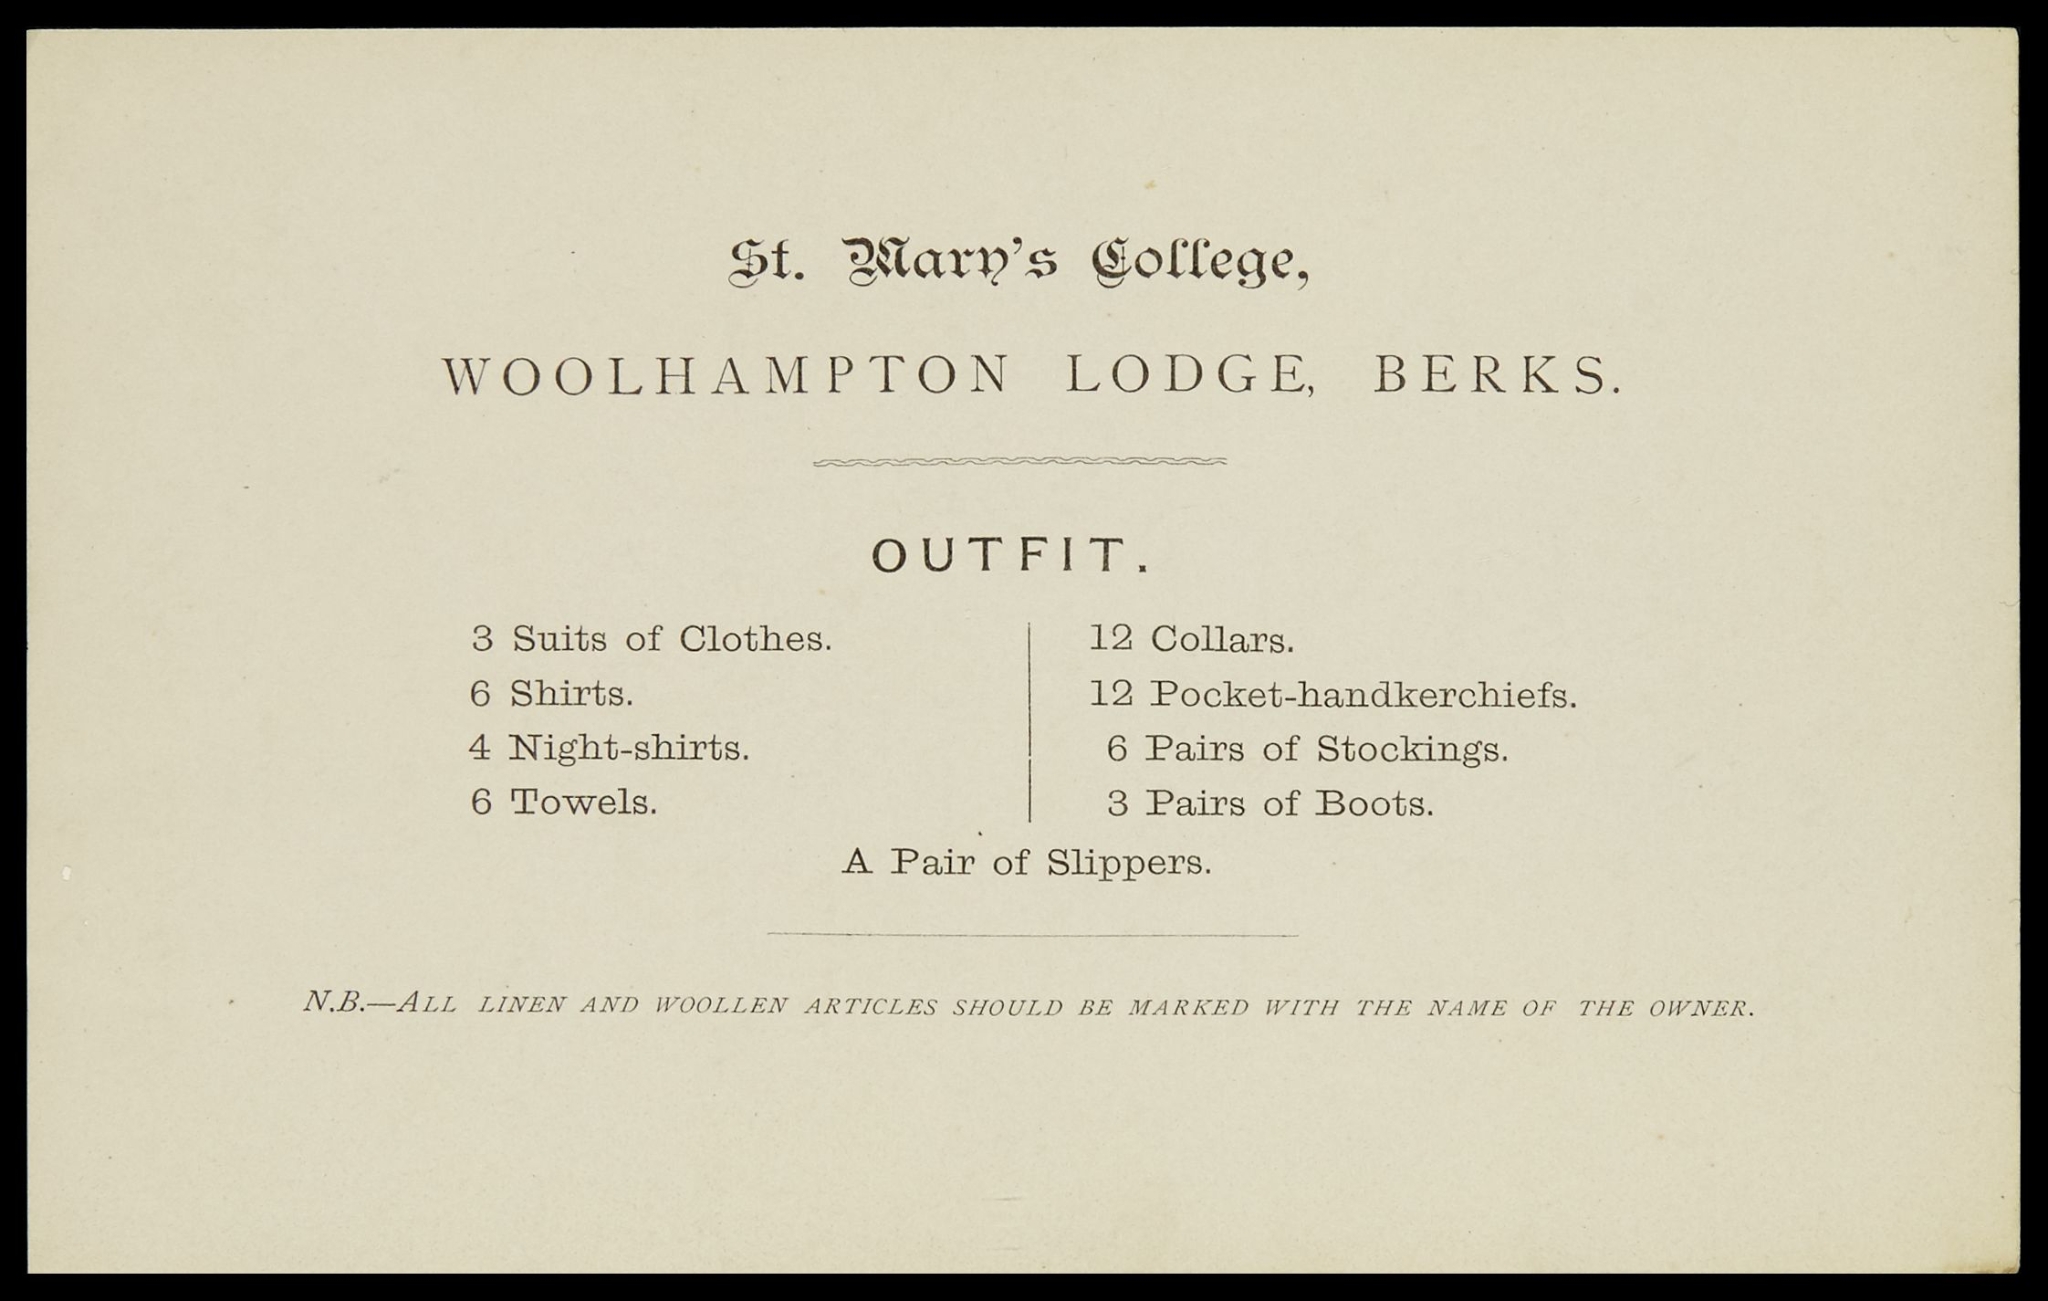 St. Mary's College,
WOOLHAMPTON LODGE, BERKS.
OUTFIT.
3 Suits of Clothes.
6 Shirts.
4 Night-shirts.
6 Towels.
12 Collars.
12 Pocket-handkerchiefs.
6 Pairs of Stockings.
3 Pairs of Boots.
A Pair of Slippers.
N.B.—ALL LINEN AND WOOLLEN ARTICLES SHOULD BE MARKED WITH THE NAME OF THE OWNER.